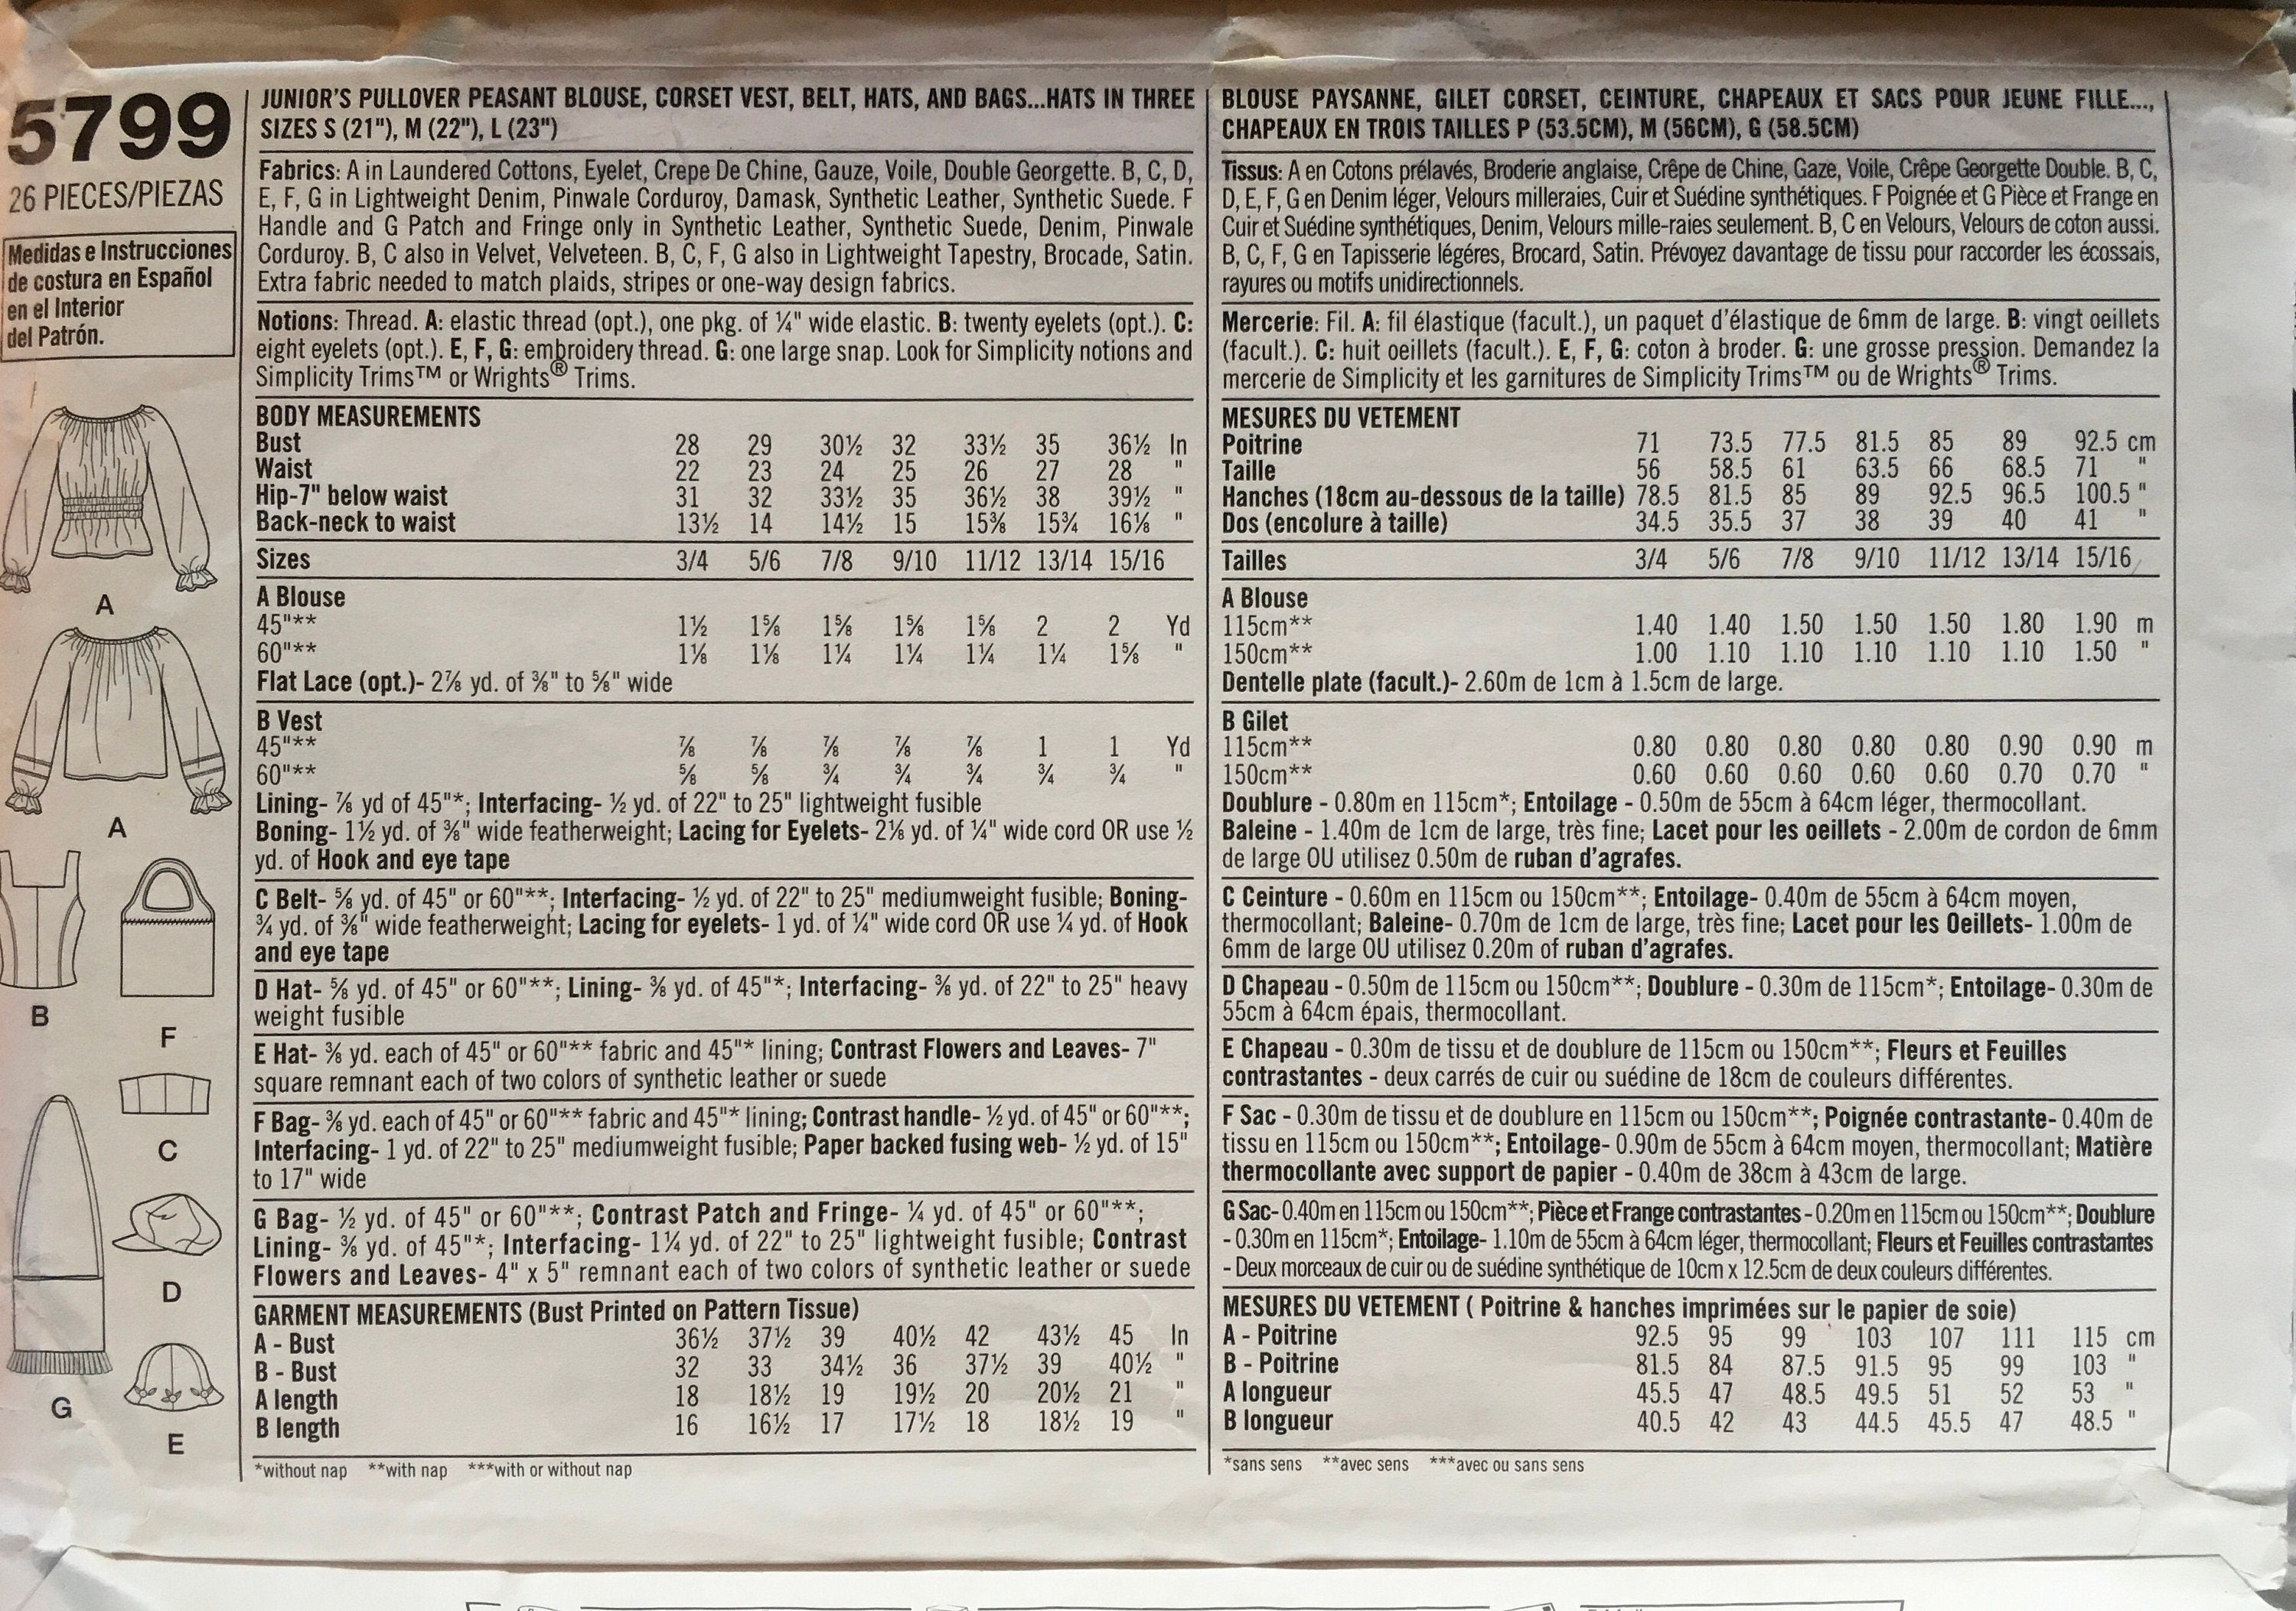 5799
26 PIECES/PIEZAS
Medidas e Instrucciones
de costura en Español
en el Interior
del Patrón.
A
A
B
F
C
G
D
E
JUNIOR'S PULLOVER PEASANT BLOUSE, CORSET VEST, BELT, HATS, AND BAGS...HATS IN THREE
SIZES S (21"), M (22"), L (23")
Fabrics: A in Laundered Cottons, Eyelet, Crepe De Chine, Gauze, Voile, Double Georgette. B, C, D,
E, F, G in Lightweight Denim, Pinwale Corduroy, Damask, Synthetic Leather, Synthetic Suede. F
Handle and G Patch and Fringe only in Synthetic Leather, Synthetic Suede, Denim, Pinwale
Corduroy. B, C also in Velvet, Velveteen. B, C, F, G also in Lightweight Tapestry, Brocade, Satin.
Extra fabric needed to match plaids, stripes or one-way design fabrics.
Notions: Thread. A: elastic thread (opt.), one pkg. of ¼" wide elastic. B: twenty eyelets (opt.). C:
eight eyelets (opt.). E, F, G: embroidery thread. G: one large snap. Look for Simplicity notions and
Simplicity Trims™ or Wrights® Trims.
BODY MEASUREMENTS
Bust 28 29 30½ 32 33½ 35 36½ In
Waist 22 23 24 25 26 27 28 "
Hip-7" below waist 31 32 33½ 35 36½ 38 39½ "
Back-neck to waist 13½ 14 14½ 15 15⅜ 15¾ 16⅛ "
Sizes 3/4 5/6 7/8 9/10 11/12 13/14 15/16
A Blouse
45"** 1½ 1⅝ 1⅝ 1⅝ 1⅝ 2 2 Yd
60"** 1⅛ 1⅛ 1¼ 1¼ 1¼ 1¼ 1⅝ "
Flat Lace (opt.)- 2⅞ yd. of ⅜" to ⅝" wide
B Vest
45"** ⅞ ⅞ ⅞ ⅞ ⅞ 1 1 Yd
60"** ⅝ ⅝ ¾ ¾ ¾ ¾ ¾ "
Lining- ⅞ yd of 45"*; Interfacing- ½ yd. of 22" to 25" lightweight fusible
Boning- 1½ yd. of ⅜" wide featherweight; Lacing for Eyelets- 2⅛ yd. of ¼" wide cord OR use ½
yd. of Hook and eye tape
C Belt- ⅝ yd. of 45" or 60"**; Interfacing- ½ yd. of 22" to 25" mediumweight fusible; Boning-
¾ yd. of ⅜" wide featherweight; Lacing for eyelets- 1 yd. of ¼" wide cord OR use ¼ yd. of Hook
and eye tape
D Hat- ⅝ yd. of 45" or 60"**; Lining- ⅜ yd. of 45"*; Interfacing- ⅜ yd. of 22" to 25" heavy
weight fusible
E Hat- ⅜ yd. each of 45" or 60"** fabric and 45"* lining; Contrast Flowers and Leaves- 7"
square remnant each of two colors of synthetic leather or suede
F Bag- ⅜ yd. each of 45" or 60"** fabric and 45"* lining; Contrast handle- ½ yd. of 45" or 60"**;
Interfacing- 1 yd. of 22" to 25" mediumweight fusible; Paper backed fusing web- ½ yd. of 15"
to 17" wide
G Bag- ½ yd. of 45" or 60"**; Contrast Patch and Fringe- ¼ yd. of 45" or 60"**;
Lining- ⅜ yd. of 45"*; Interfacing- 1¼ yd. of 22" to 25" lightweight fusible; Contrast
Flowers and Leaves- 4" x 5" remnant each of two colors of synthetic leather or suede
GARMENT MEASUREMENTS (Bust Printed on Pattern Tissue)
A - Bust 36½ 37½ 39 40½ 42 43½ 45 In
B - Bust 32 33 34½ 36 37½ 39 40½ "
A length 18 18½ 19 19½ 20 20½ 21 "
B length 16 16½ 17 17½ 18 18½ 19 "
*without nap **with nap ***with or without nap
BLOUSE PAYSANNE, GILET CORSET, CEINTURE, CHAPEAUX ET SACS POUR JEUNE FILLE...,
CHAPEAUX EN TROIS TAILLES P (53.5CM), M (56CM), G (58.5CM)
Tissus: A en Cotons prélavés, Broderie anglaise, Crêpe de Chine, Gaze, Voile, Crêpe Georgette Double. B, C,
D, E, F, G en Denim léger, Velours milleraies, Cuir et Suédine synthétiques. F Poignée et G Pièce et Frange en
Cuir et Suédine synthétiques, Denim, Velours mille-raies seulement. B, C en Velours, Velours de coton aussi.
B, C, F, G en Tapisserie légéres, Brocard, Satin. Prévoyez davantage de tissu pour raccorder les écossais,
rayures ou motifs unidirectionnels.
Mercerie: Fil. A: fil élastique (facult.), un paquet d'élastique de 6mm de large. B: vingt oeillets
(facult.). C: huit oeillets (facult.). E, F, G: coton à broder. G: une grosse pression. Demandez la
mercerie de Simplicity et les garnitures de Simplicity Trims™ ou de Wrights® Trims.
MESURES DU VETEMENT
Poitrine 71 73.5 77.5 81.5 85 89 92.5 cm
Taille 56 58.5 61 63.5 66 68.5 71 "
Hanches (18cm au-dessous de la taille) 78.5 81.5 85 89 92.5 96.5 100.5 "
Dos (encolure à taille) 34.5 35.5 37 38 39 40 41 "
Tailles 3/4 5/6 7/8 9/10 11/12 13/14 15/16
A Blouse
115cm** 1.40 1.40 1.50 1.50 1.50 1.80 1.90 m
150cm** 1.00 1.10 1.10 1.10 1.10 1.10 1.50 "
Dentelle plate (facult.)- 2.60m de 1cm à 1.5cm de large.
B Gilet
115cm** 0.80 0.80 0.80 0.80 0.80 0.90 0.90 m
150cm** 0.60 0.60 0.60 0.60 0.60 0.70 0.70 "
Doublure - 0.80m en 115cm*; Entoilage - 0.50m de 55cm à 64cm léger, thermocollant.
Baleine - 1.40m de 1cm de large, très fine; Lacet pour les oeillets - 2.00m de cordon de 6mm
de large OU utilisez 0.50m de ruban d'agrafes.
C Ceinture - 0.60m en 115cm ou 150cm**; Entoilage- 0.40m de 55cm à 64cm moyen,
thermocollant; Baleine- 0.70m de 1cm de large, très fine; Lacet pour les Oeillets- 1.00m de
6mm de large OU utilisez 0.20m of ruban d'agrafes.
D Chapeau - 0.50m de 115cm ou 150cm**; Doublure - 0.30m de 115cm*; Entoilage- 0.30m de
55cm à 64cm épais, thermocollant.
E Chapeau - 0.30m de tissu et de doublure de 115cm ou 150cm**; Fleurs et Feuilles
contrastantes - deux carrés de cuir ou suédine de 18cm de couleurs différentes.
F Sac - 0.30m de tissu et de doublure en 115cm ou 150cm**; Poignée contrastante- 0.40m de
tissu en 115cm ou 150cm**; Entoilage- 0.90m de 55cm à 64cm moyen, thermocollant; Matière
thermocollante avec support de papier - 0.40m de 38cm à 43cm de large.
G Sac- 0.40m en 115cm ou 150cm**; Pièce et Frange contrastantes - 0.20m en 115cm ou 150cm**; Doublure
- 0.30m en 115cm*; Entoilage- 1.10m de 55cm à 64cm léger, thermocollant; Fleurs et Feuilles contrastantes
- Deux morceaux de cuir ou de suédine synthétique de 10cm x 12.5cm de deux couleurs différentes.
MESURES DU VETEMENT ( Poitrine & hanches imprimées sur le papier de soie)
A - Poitrine 92.5 95 99 103 107 111 115 cm
B - Poitrine 81.5 84 87.5 91.5 95 99 103 "
A longueur 45.5 47 48.5 49.5 51 52 53 "
B longueur 40.5 42 43 44.5 45.5 47 48.5 "
*sans sens **avec sens ***avec ou sans sens